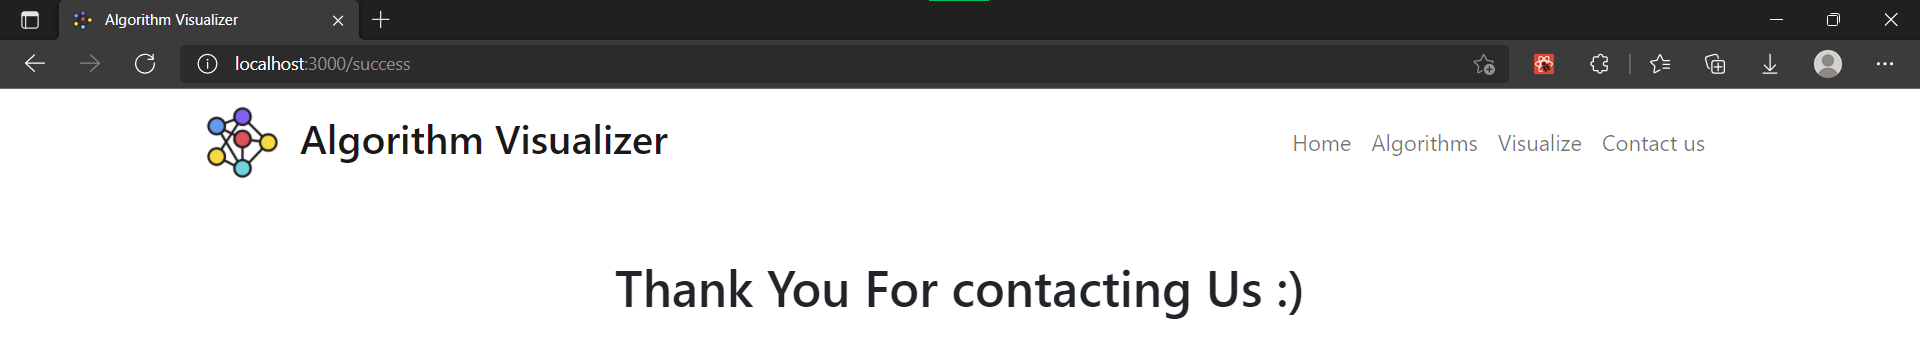 Algorithm Visualizer
localhost:3000/success
Algorithm Visualizer
Home Algorithms Visualize Contact us
Thank You For contacting Us :)